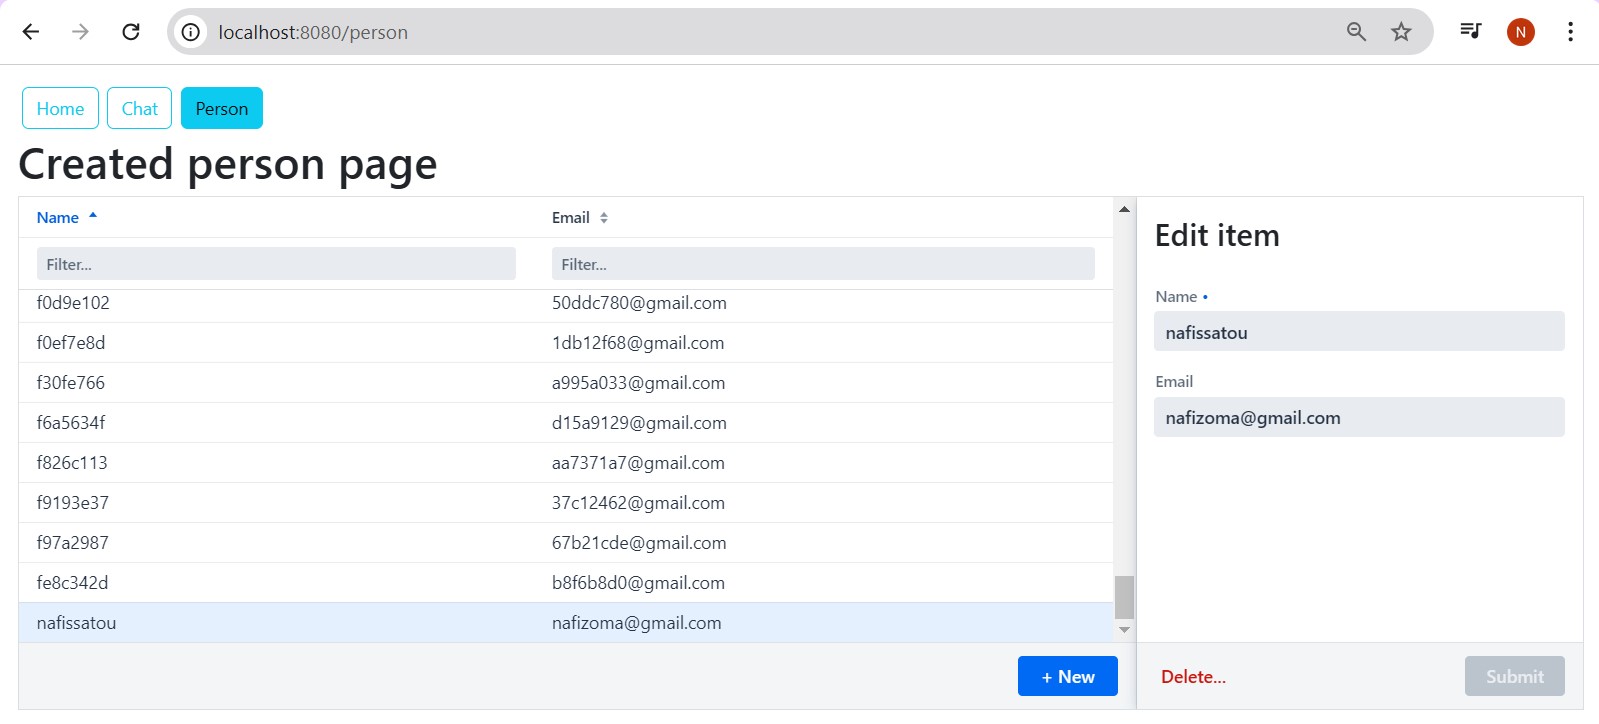 localhost:8080/person
N
Home Chat Person
Created person page
Name Email
Filter... Filter...
f0d9e102 50ddc780@gmail.com
f0ef7e8d 1db12f68@gmail.com
f30fe766 a995a033@gmail.com
f6a5634f d15a9129@gmail.com
f826c113 aa7371a7@gmail.com
f9193e37 37c12462@gmail.com
f97a2987 67b21cde@gmail.com
fe8c342d b8f6b8d0@gmail.com
nafissatou nafizoma@gmail.com
+ New
Edit item
Name •
nafissatou
Email
nafizoma@gmail.com
Delete... Submit